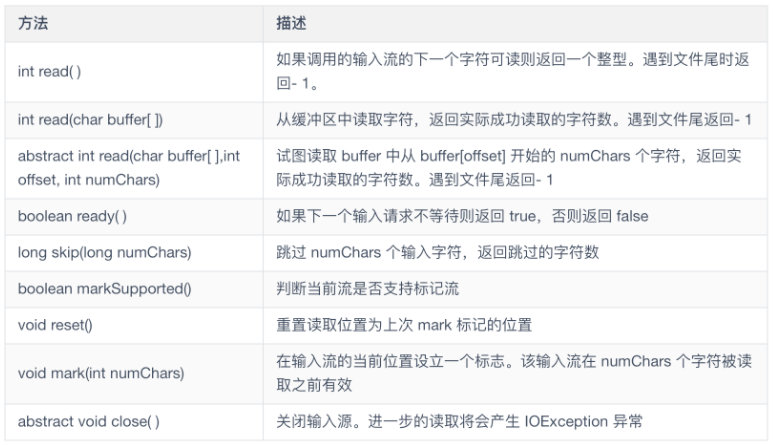 方法 描述
int read( ) 如果调用的输入流的下一个字符可读则返回一个整型。遇到文件尾时返
回- 1。
int read(char buffer[ ]) 从缓冲区中读取字符，返回实际成功读取的字符数。遇到文件尾返回- 1
abstract int read(char buffer[ ],int
offset, int numChars)
试图读取 buffer 中从 buffer[offset] 开始的 numChars 个字符，返回实
际成功读取的字符数。遇到文件尾返回- 1
boolean ready( ) 如果下一个输入请求不等待则返回 true，否则返回 false
long skip(long numChars) 跳过 numChars 个输入字符，返回跳过的字符数
boolean markSupported() 判断当前流是否支持标记流
void reset() 重置读取位置为上次 mark 标记的位置
void mark(int numChars) 在输入流的当前位置设立一个标志。该输入流在 numChars 个字符被读
取之前有效
abstract void close( ) 关闭输入源。进一步的读取将会产生 IOException 异常